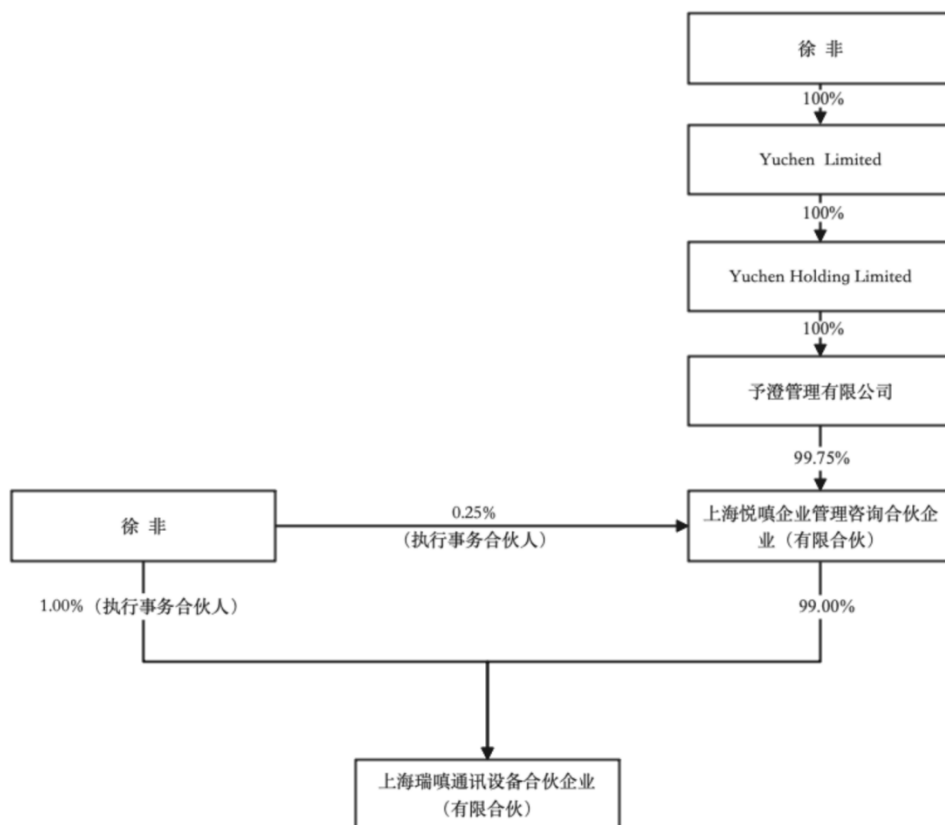 徐 非
100%
Yuchen Limited
100%
Yuchen Holding Limited
100%
予澄管理有限公司
99.75%
徐 非
0.25%
（执行事务合伙人）
上海悦嗔企业管理咨询合伙企
业（有限合伙）
1.00%（执行事务合伙人）
99.00%
上海瑞嗔通讯设备合伙企业
（有限合伙）